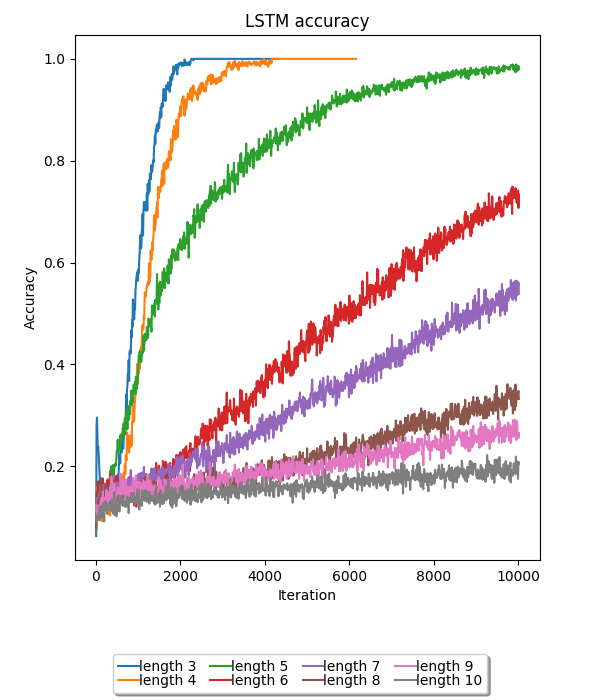 LSTM accuracy
1.0
0.8
0.6
0.4
0.2
Accuracy
0 2000 4000 6000 8000 10000
Iteration
length 3 length 5 length 7 length 9
length 4 length 6 length 8 length 10